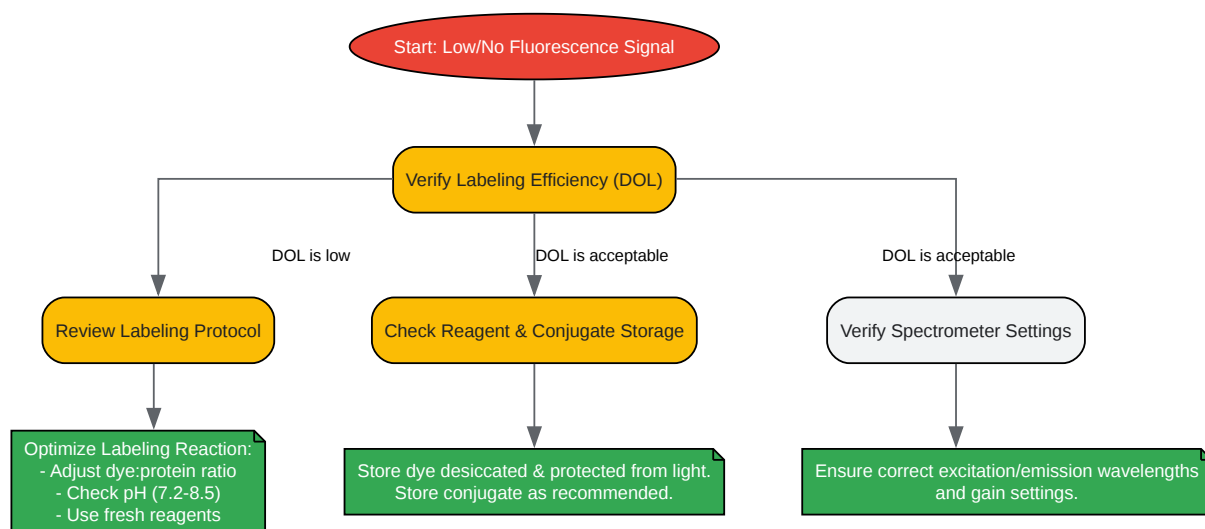 Start: Low/No Fluorescence Signal
Verify Labeling Efficiency (DOL)
DOL is low
DOL is acceptable
DOL is acceptable
Review Labeling Protocol
Check Reagent & Conjugate Storage
Verify Spectrometer Settings
Optimize Labeling Reaction:
- Adjust dye:protein ratio
- Check pH (7.2-8.5)
- Use fresh reagents
Store dye desiccated & protected from light.
Store conjugate as recommended.
Ensure correct excitation/emission wavelengths
and gain settings.